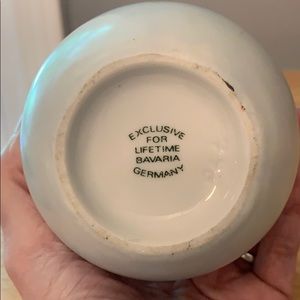 EXCLUSIVE
FOR
LIFETIME
BAVARIA
GERMANY